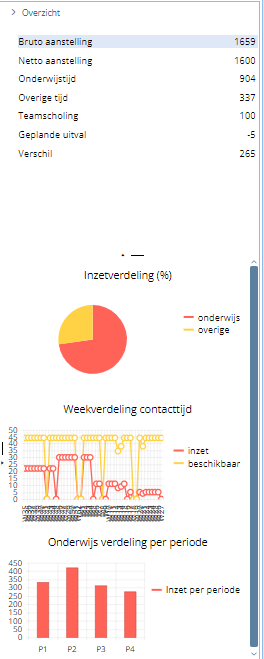 Overzicht
Bruto aanstelling 1659
Netto aanstelling 1600
Onderwijstijd 904
Overige tijd 337
Teamscholing 100
Geplande uitval -5
Verschil 265
Inzetverdeling (%)
onderwijs
overige
Weekverdeling contacttijd
50
45
40
35
30
25
20
15
10
5
0
inzet
beschikbaar
Onderwijs verdeling per periode
450
400
350
300
250
200
150
100
50
0
P1 P2 P3 P4
Inzet per periode